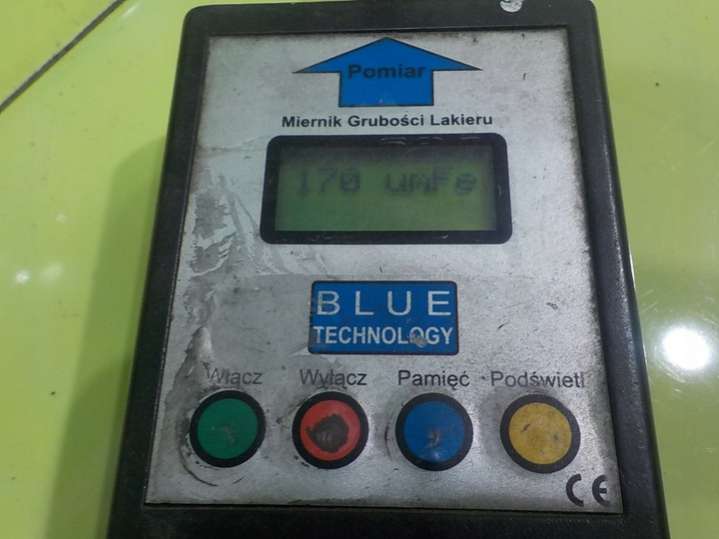 Pomiar
Miernik Grubości Lakieru
170 umFe
BLUE
TECHNOLOGY
Włącz Wyłącz Pamięć Podświetl
CE